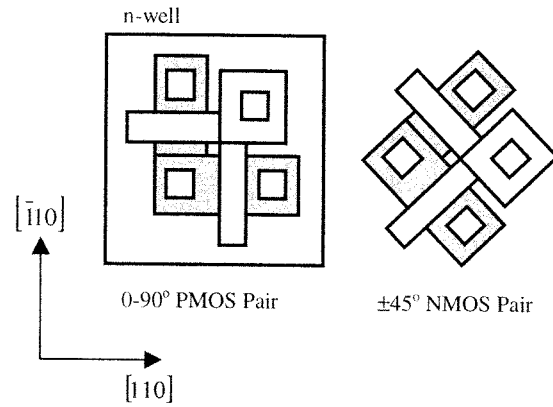 n-well
[1̄10]
0-90° PMOS Pair
±45° NMOS Pair
[110]